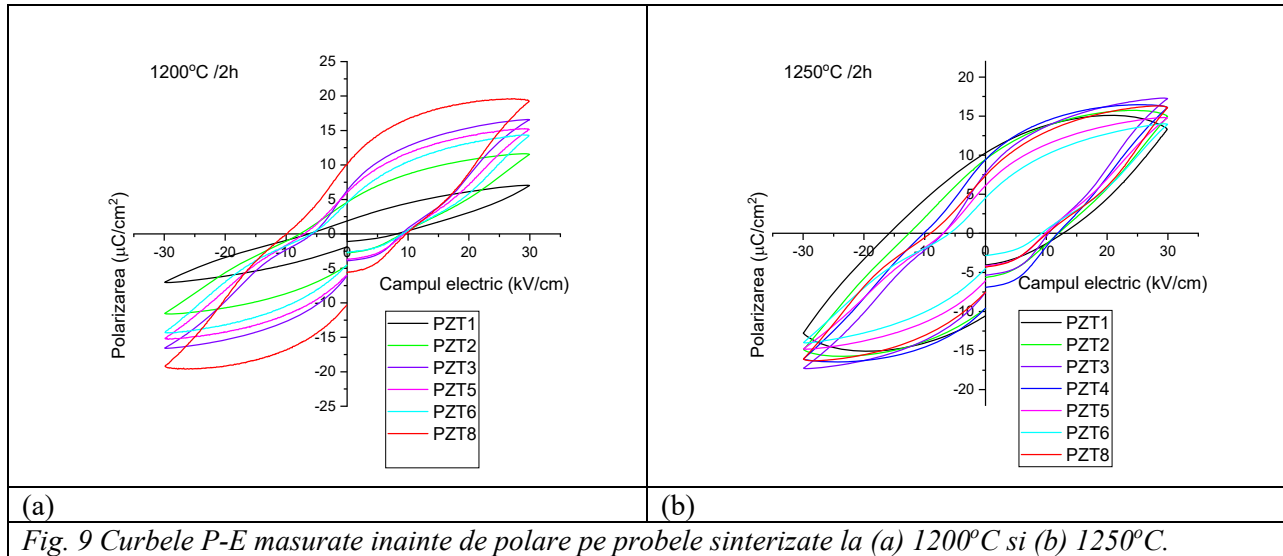 1200°C /2h
25
20
15
10
5
0
-5
-10
-15
-20
-25
-30 -20 -10 0 10 20 30
Polarizarea (μC/cm²)
Campul electric (kV/cm)
PZT1
PZT2
PZT3
PZT5
PZT6
PZT8
1250°C /2h
20
15
10
5
0
-5
-10
-15
-20
-30 -20 -10 0 10 20 30
Polarizarea (μC/cm²)
Campul electric (kV/cm)
PZT1
PZT2
PZT3
PZT4
PZT5
PZT6
PZT8
(a) (b)
Fig. 9 Curbele P-E masurate inainte de polare pe probele sinterizate la (a) 1200°C si (b) 1250°C.